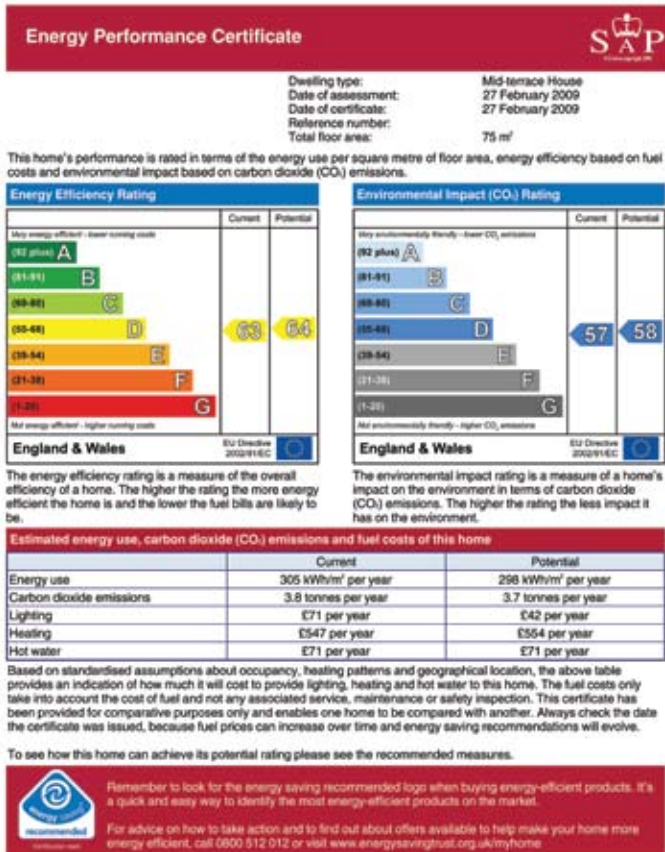 Energy Performance Certificate
SAP
Dwelling type: Mid-terrace House
Date of assessment: 27 February 2009
Date of certificate: 27 February 2009
Reference number:
Total floor area: 75 m²
This home's performance is rated in terms of the energy use per square metre of floor area, energy efficiency based on fuel
costs and environmental impact based on carbon dioxide (CO₂) emissions.
Energy Efficiency Rating
Current Potential
Very energy efficient - lower running costs
(92 plus) A
(81-91) B
(69-80) C
(55-68) D 63 64
(39-54) E
(21-38) F
(1-20) G
Not energy efficient - higher running costs
England & Wales EU Directive 2002/91/EC
The energy efficiency rating is a measure of the overall
efficiency of a home. The higher the rating the more energy
efficient the home is and the lower the fuel bills are likely to
be.
Environmental Impact (CO₂) Rating
Current Potential
Very environmentally friendly - lower CO₂ emissions
(92 plus) A
(81-91) B
(69-80) C
(55-68) D 57 58
(39-54) E
(21-38) F
(1-20) G
Not environmentally friendly - higher CO₂ emissions
England & Wales EU Directive 2002/91/EC
The environmental impact rating is a measure of a home's
impact on the environment in terms of carbon dioxide
(CO₂) emissions. The higher the rating the less impact it
has on the environment.
Estimated energy use, carbon dioxide (CO₂) emissions and fuel costs of this home
Current Potential
Energy use 305 kWh/m² per year 298 kWh/m² per year
Carbon dioxide emissions 3.8 tonnes per year 3.7 tonnes per year
Lighting £71 per year £42 per year
Heating £547 per year £554 per year
Hot water £71 per year £71 per year
Based on standardised assumptions about occupancy, heating patterns and geographical location, the above table
provides an indication of how much it will cost to provide lighting, heating and hot water to this home. The fuel costs only
take into account the cost of fuel and not any associated service, maintenance or safety inspection. This certificate has
been provided for comparative purposes only and enables one home to be compared with another. Always check the date
the certificate was issued, because fuel prices can increase over time and energy saving recommendations will evolve.
To see how this home can achieve its potential rating please see the recommended measures.
energy saving
recommended
Remember to look for the energy saving recommended logo when buying energy-efficient products. It's
a quick and easy way to identify the most energy-efficient products on the market.
For advice on how to take action and to find out about offers available to help make your home more
energy efficient, call 0800 512 012 or visit www.energysavingtrust.org.uk/myhome